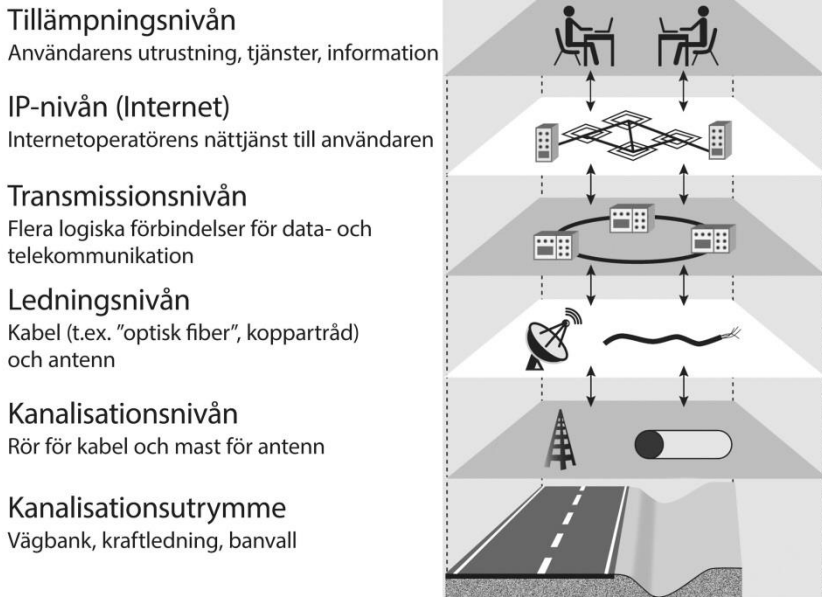 Tillämpningsnivån
Användarens utrustning, tjänster, information
IP-nivån (Internet)
Internetoperatörens nättjänst till användaren
Transmissionsnivån
Flera logiska förbindelser för data- och
telekommunikation
Ledningsnivån
Kabel (t.ex. ”optisk fiber”, koppartråd)
och antenn
Kanalisationsnivån
Rör för kabel och mast för antenn
Kanalisationsutrymme
Vägbank, kraftledning, banvall